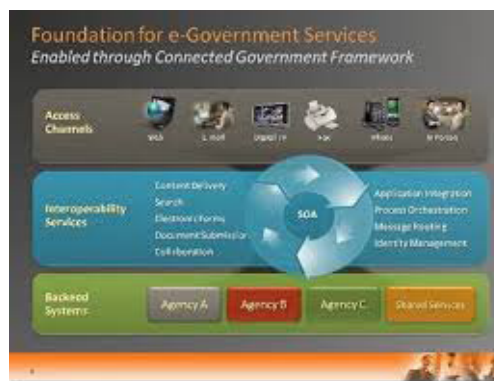 Foundation for e-Government Services
Enabled through Connected Government Framework
Access
Channels
Web
E-mail
Digital TV
Fax
Phone
In Person
Interoperability
Services
Content Delivery
Search
Electronic Forms
Document Submission
Collaboration
SOA
Application Integration
Process Orchestration
Message Routing
Identity Management
Backend
Systems
Agency A
Agency B
Agency C
Shared Services